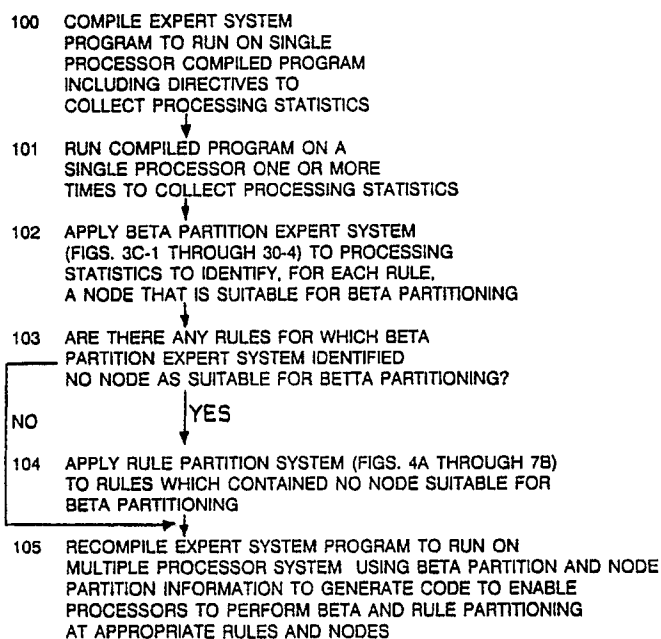 100 COMPILE EXPERT SYSTEM
PROGRAM TO RUN ON SINGLE
PROCESSOR COMPILED PROGRAM
INCLUDING DIRECTIVES TO
COLLECT PROCESSING STATISTICS
101 RUN COMPILED PROGRAM ON A
SINGLE PROCESSOR ONE OR MORE
TIMES TO COLLECT PROCESSING STATISTICS
102 APPLY BETA PARTITION EXPERT SYSTEM
(FIGS. 3C-1 THROUGH 30-4) TO PROCESSING
STATISTICS TO IDENTIFY, FOR EACH RULE,
A NODE THAT IS SUITABLE FOR BETA PARTITIONING
103 ARE THERE ANY RULES FOR WHICH BETA
PARTITION EXPERT SYSTEM IDENTIFIED
NO NODE AS SUITABLE FOR BETTA PARTITIONING?
NO
YES
104 APPLY RULE PARTITION SYSTEM (FIGS. 4A THROUGH 7B)
TO RULES WHICH CONTAINED NO NODE SUITABLE FOR
BETA PARTITIONING
105 RECOMPILE EXPERT SYSTEM PROGRAM TO RUN ON
MULTIPLE PROCESSOR SYSTEM USING BETA PARTITION AND NODE
PARTITION INFORMATION TO GENERATE CODE TO ENABLE
PROCESSORS TO PERFORM BETA AND RULE PARTITIONING
AT APPROPRIATE RULES AND NODES